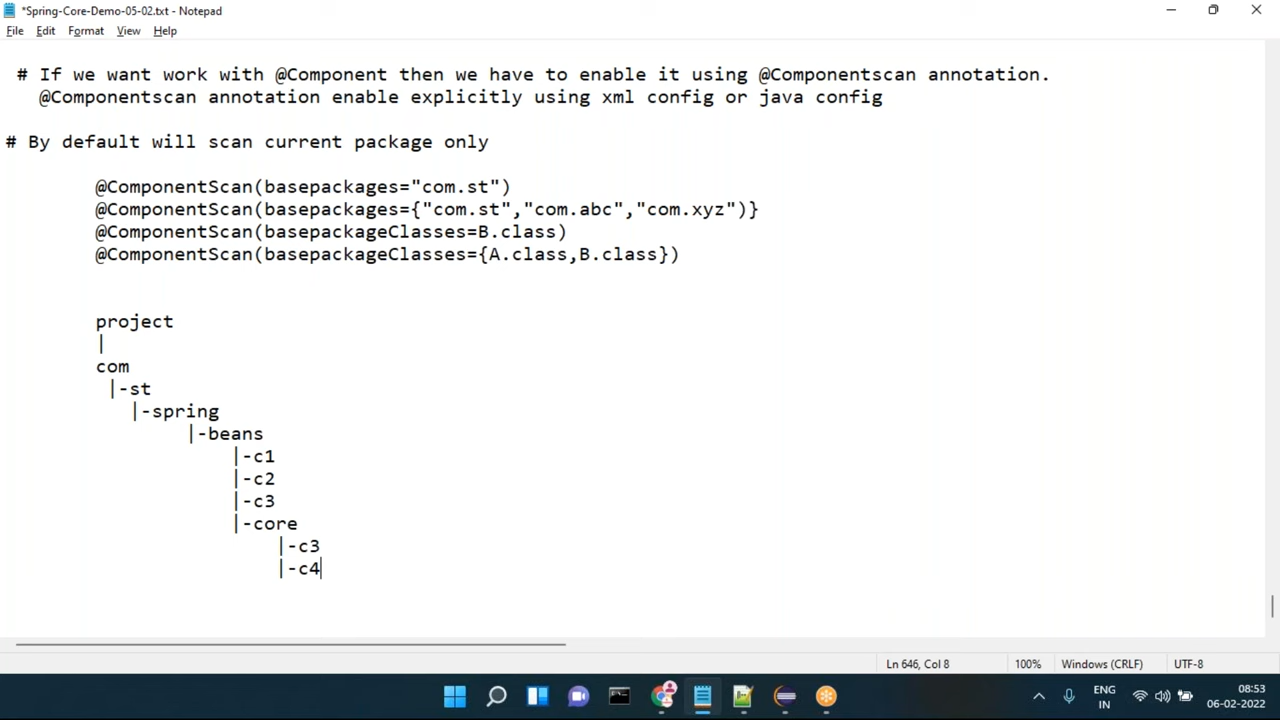 *Spring-Core-Demo-05-02.txt - Notepad
File Edit Format View Help
# If we want work with @Component then we have to enable it using @Componentscan annotation.
@Componentscan annotation enable explicitly using xml config or java config
# By default will scan current package only
@ComponentScan(basepackages="com.st")
@ComponentScan(basepackages={"com.st","com.abc","com.xyz")}
@ComponentScan(basepackageClasses=B.class)
@ComponentScan(basepackageClasses={A.class,B.class})
project
|
com
|-st
|-spring
|-beans
|-c1
|-c2
|-c3
|-core
|-c3
|-c4
Ln 646, Col 8 100% Windows (CRLF) UTF-8
ENG 08:53
IN 06-02-2022